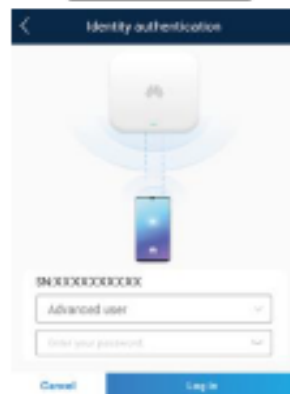 Identity authentication
SN:XXXXXXXXXXXX
Advanced user
Enter your password
Cancel
Log in